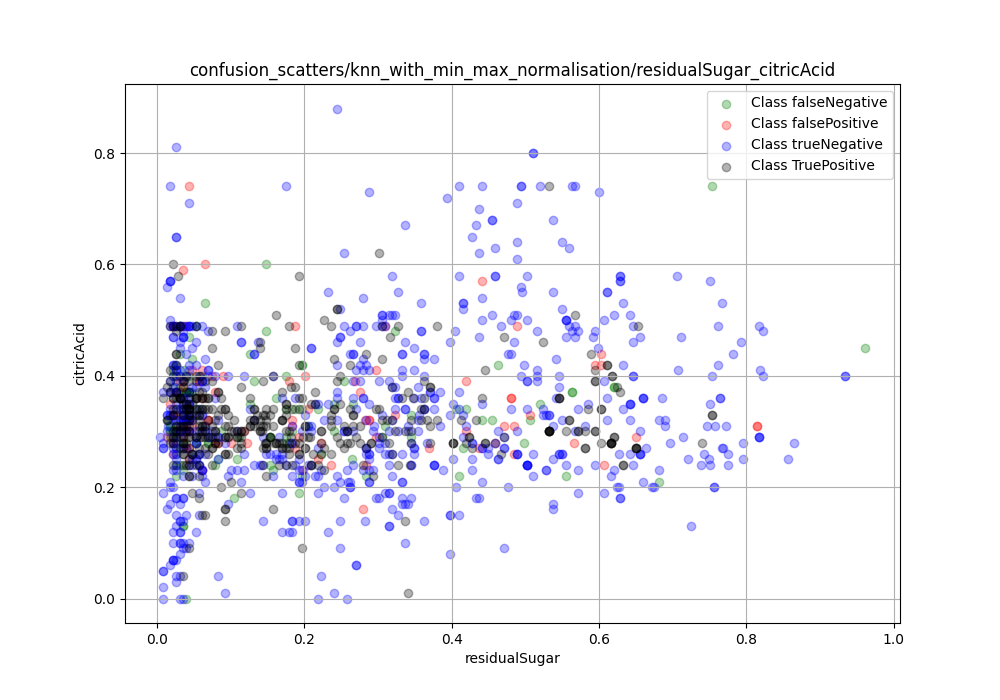 confusion_scatters/knn_with_min_max_normalisation/residualSugar_citricAcid
Class falseNegative
Class falsePositive
Class trueNegative
Class TruePositive
0.8
0.6
0.4
0.2
0.0
citricAcid
0.0 0.2 0.4 0.6 0.8 1.0
residualSugar